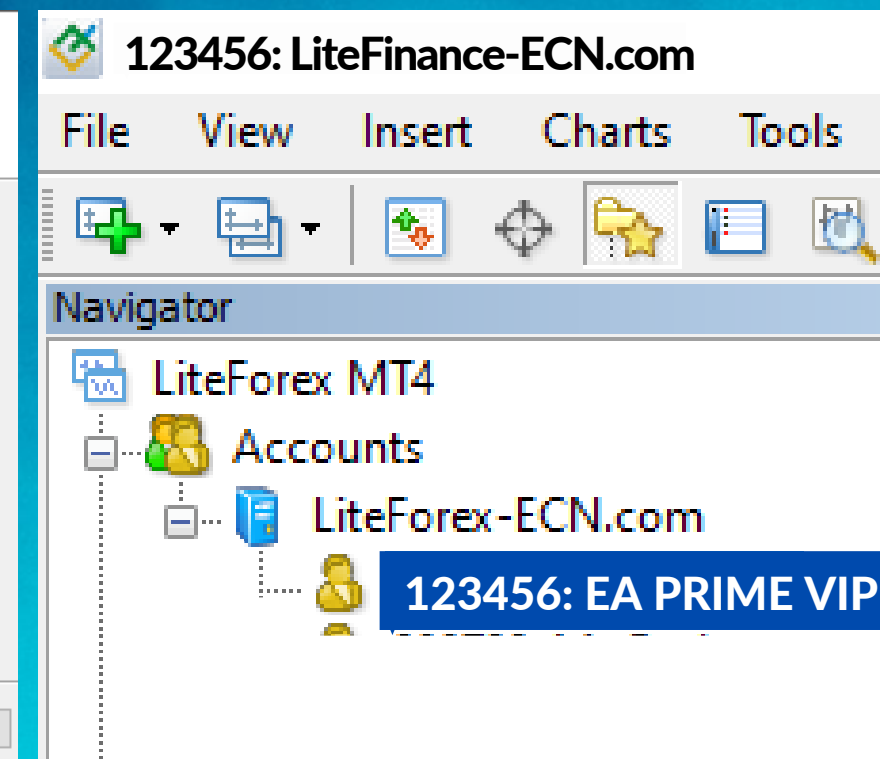 123456: LiteFinance-ECN.com
File View Insert Charts Tools
Navigator
LiteForex MT4
Accounts
LiteForex-ECN.com
123456: EA PRIME VIP